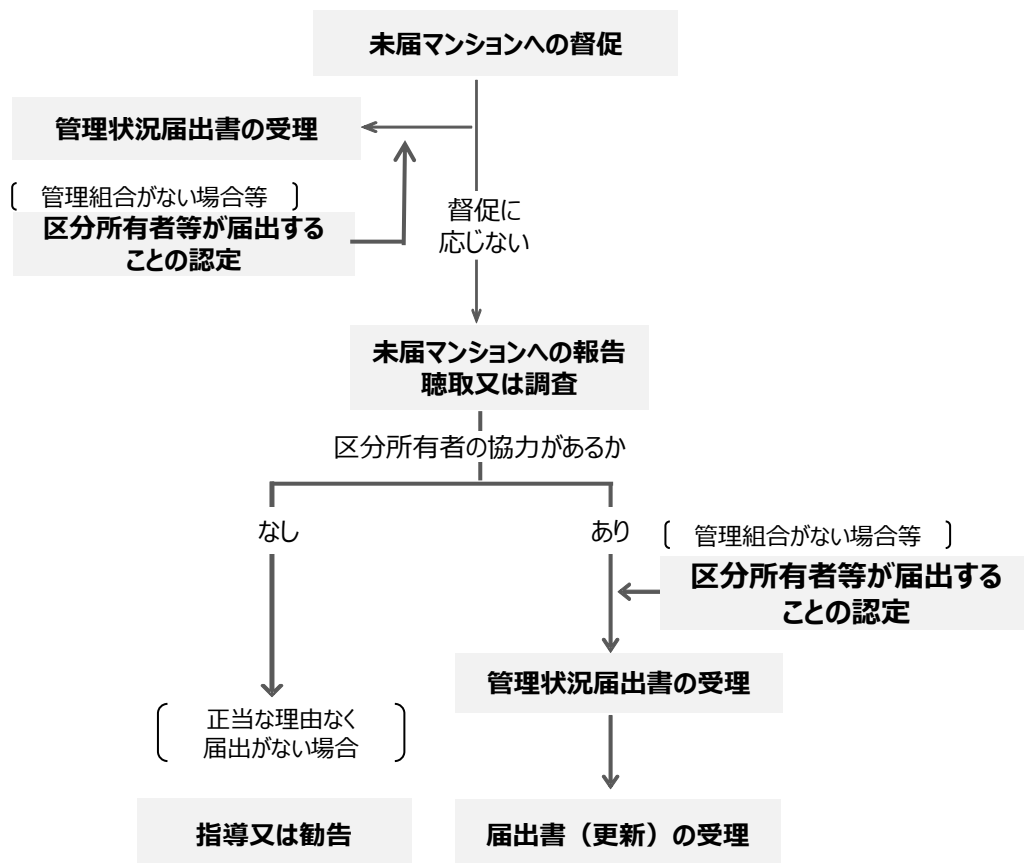 未届マンションへの督促
管理状況届出書の受理
〔 管理組合がない場合等 〕
区分所有者等が届出する
ことの認定
督促に
応じない
未届マンションへの報告
聴取又は調査
区分所有者の協力があるか
なし
あり
〔 管理組合がない場合等 〕
区分所有者等が届出する
ことの認定
管理状況届出書の受理
正当な理由なく
届出がない場合
指導又は勧告
届出書（更新）の受理